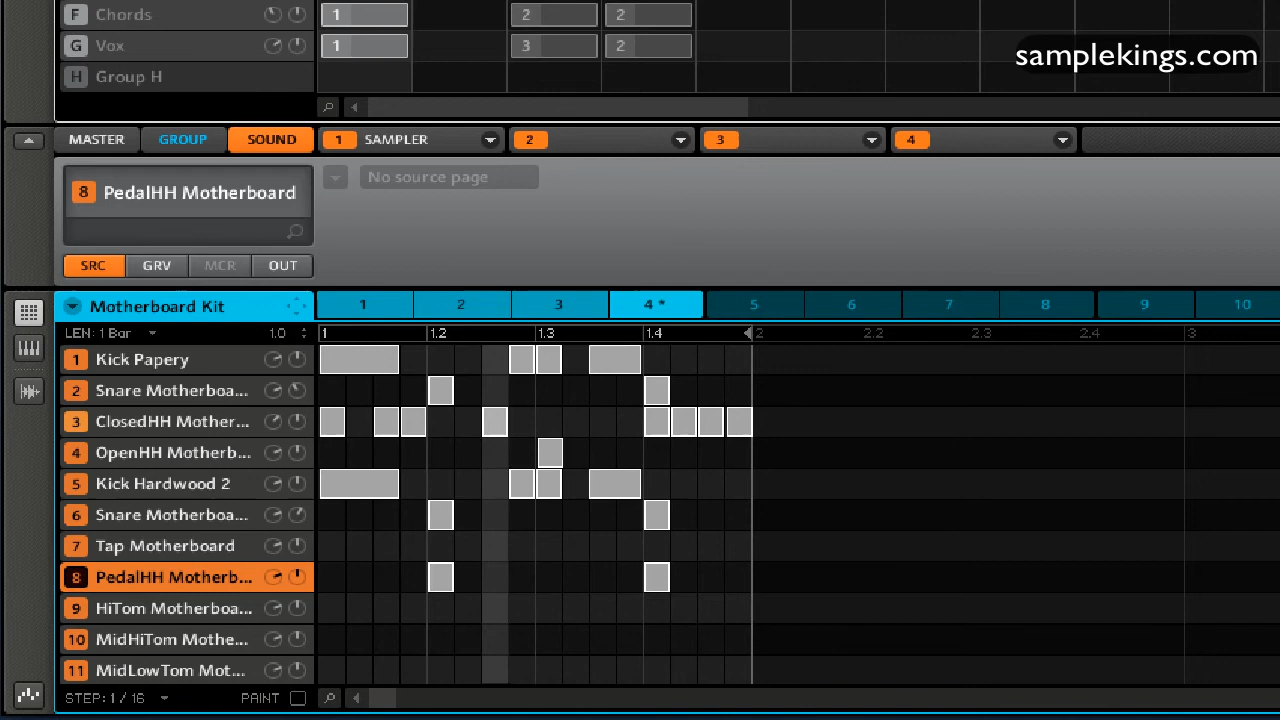 F Chords 1 2 2
samplekings.com
G Vox 1 3 2
H Group H
MASTER GROUP SOUND 1 SAMPLER 2 3 4
8 PedalHH Motherboard
No source page
SRC GRV MCR OUT
Motherboard Kit 1 2 3 4 * 5 6 7 8 9 10
LEN: 1 Bar 1.0 1 1.2 1.3 1.4 2 2.2 2.3 2.4 3
1 Kick Papery
2 Snare Motherboa...
3 ClosedHH Mother...
4 OpenHH Motherb...
5 Kick Hardwood 2
6 Snare Motherboa...
7 Tap Motherboard
8 PedalHH Motherb...
9 HiTom Motherboa...
10 MidHiTom Mothe...
11 MidLowTom Mot...
STEP: 1 / 16 PAINT